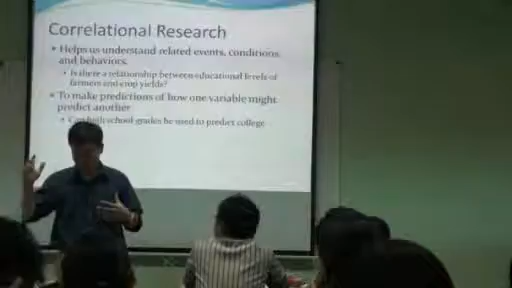 Correlational Research
• Helps us understand related events, conditions,
and behaviors.
• Is there a relationship between educational levels of
farmers and crop yields?
• To make predictions of how one variable might
predict another
• Can high school grades be used to predict college